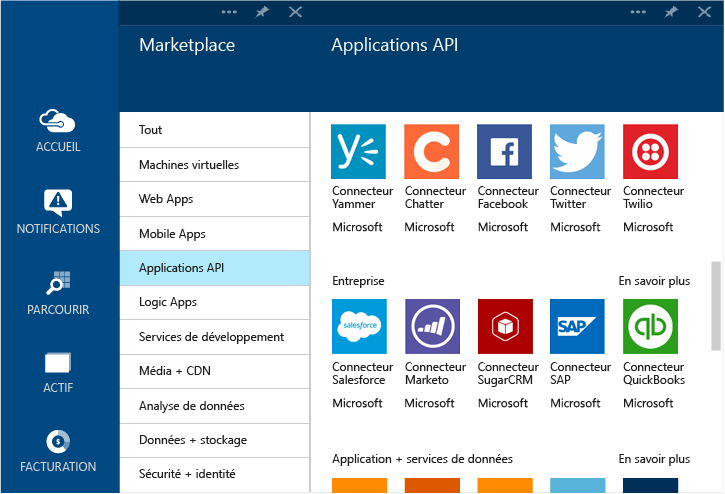 ACCUEIL
NOTIFICATIONS
PARCOURIR
ACTIF
$
FACTURATION
Marketplace
Tout
Machines virtuelles
Web Apps
Mobile Apps
Applications API
Logic Apps
Services de développement
Média + CDN
Analyse de données
Données + stockage
Sécurité + identité
Applications API
Connecteur Connecteur Connecteur Connecteur Connecteur
Yammer Chatter Facebook Twitter Twilio
Microsoft Microsoft Microsoft Microsoft Microsoft
Entreprise En savoir plus
salesforce SAP qb
Connecteur Connecteur Connecteur Connecteur Connecteur
Salesforce Marketo SugarCRM SAP QuickBooks
Microsoft Microsoft Microsoft Microsoft Microsoft
Application + services de données En savoir plus